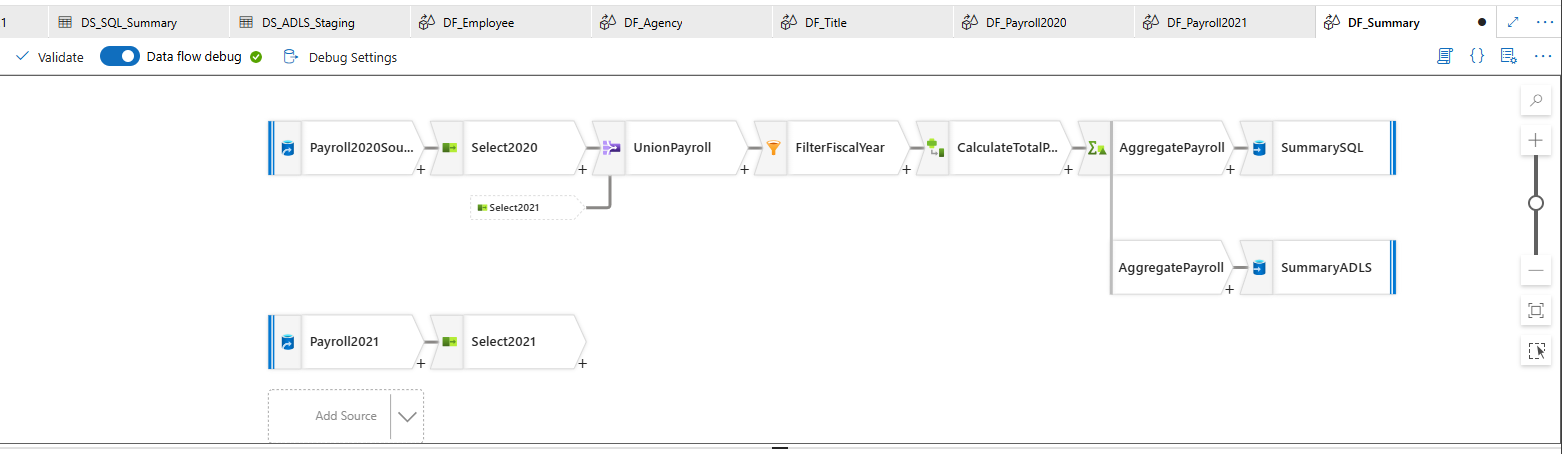 1 DS_SQL_Summary DS_ADLS_Staging DF_Employee DF_Agency DF_Title DF_Payroll2020 DF_Payroll2021 DF_Summary
Validate Data flow debug Debug Settings {} ...
Payroll2020Sou... Select2020 UnionPayroll FilterFiscalYear CalculateTotalP... AggregatePayroll SummarySQL
+ + + + + +
Select2021
AggregatePayroll SummaryADLS
+
Payroll2021 Select2021
+ +
Add Source